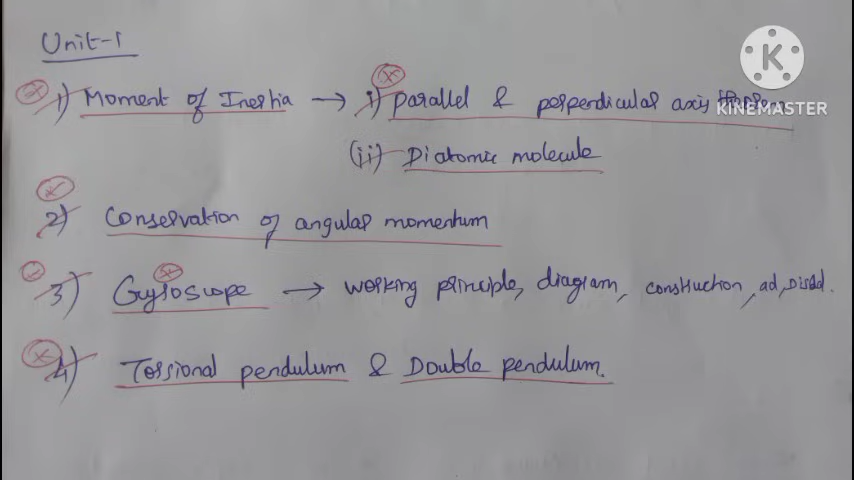 Unit-1
1) Moment of Inertia → i) parallel & perpendicular axis
KINEMASTER
(ii) Diatomic molecule
2) Conservation of angular momentum
3) Gyroscope → working principle, diagram, construction, ad, Disad.
4) Torsional pendulum & Double pendulum.